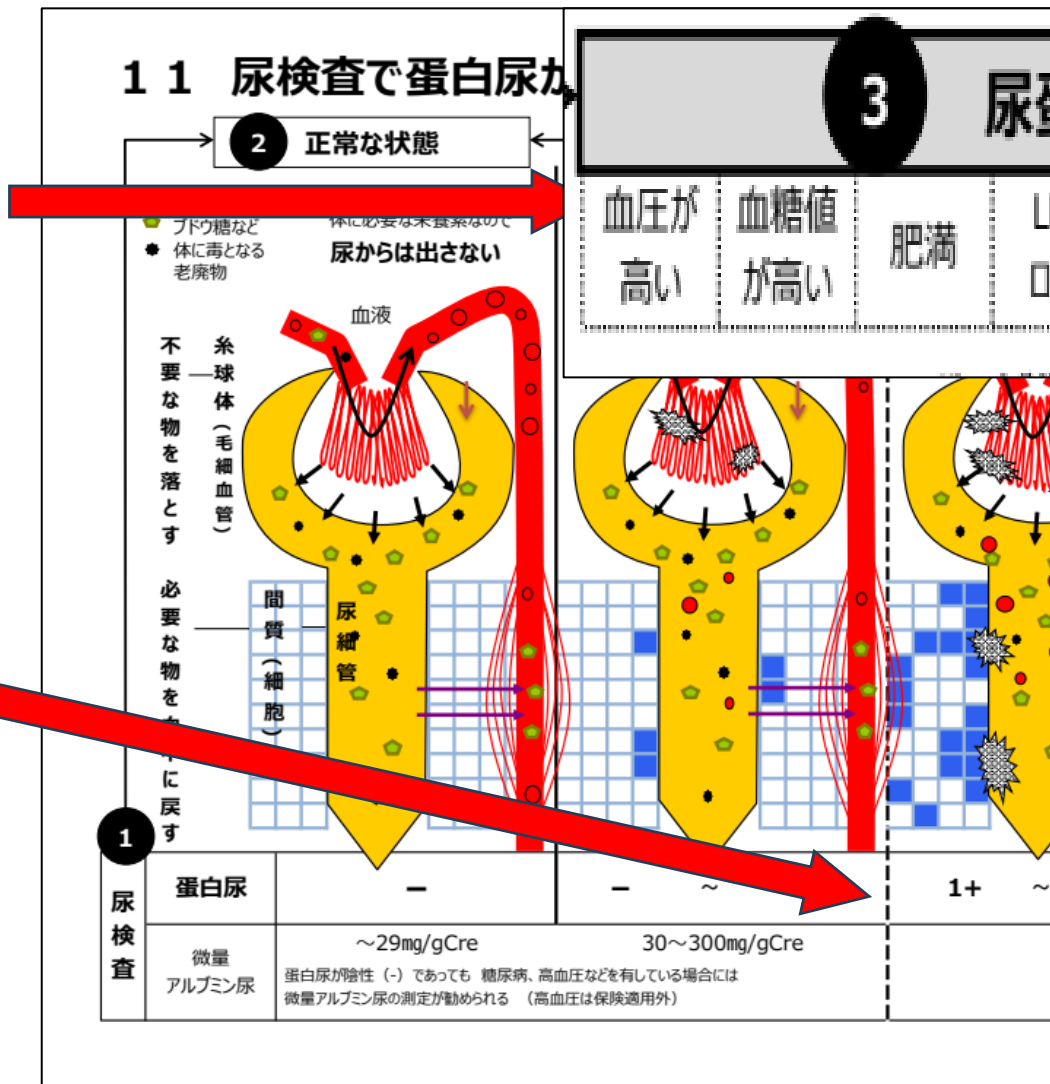 １１ 尿検査で蛋白尿が
2 正常な状態
3 尿蛋
血圧が
高い
血糖値
が高い
肥満
ブドウ糖など
体に毒となる
老廃物
体に必要な栄養素なので
尿からは出さない
血液
糸球体（毛細血管）
不要な物を落とす
間質（細胞）
尿細管
必要な物を
に戻す
1
尿検査
蛋白尿
－
－ ～
1+ ～
微量
アルブミン尿
～29mg/gCre
30～300mg/gCre
蛋白尿が陰性（-）であっても 糖尿病、高血圧などを有している場合には
微量アルブミン尿の測定が勧められる （高血圧は保険適用外）